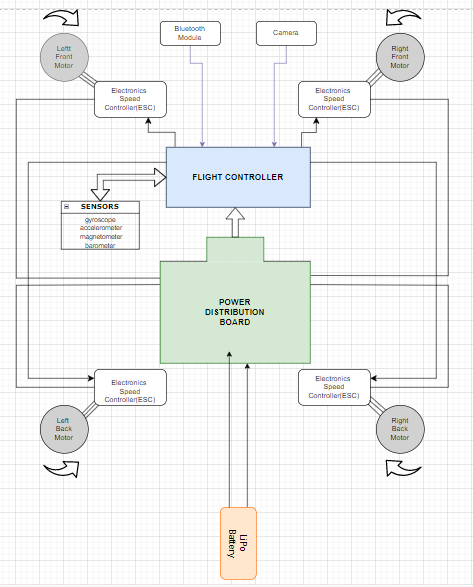 Left
Front
Motor
Bluetooth
Module
Camera
Right
Front
Motor
Electronics
Speed
Controller(ESC)
Electronics
Speed
Controller(ESC)
FLIGHT CONTROLLER
SENSORS
gyroscope
accelerometer
magnetometer
barometer
POWER
DISTRIBUTION
BOARD
Electronics
Speed
Controller(ESC)
Electronics
Speed
Controller(ESC)
Left
Back
Motor
Right
Back
Motor
LiPo
Battery